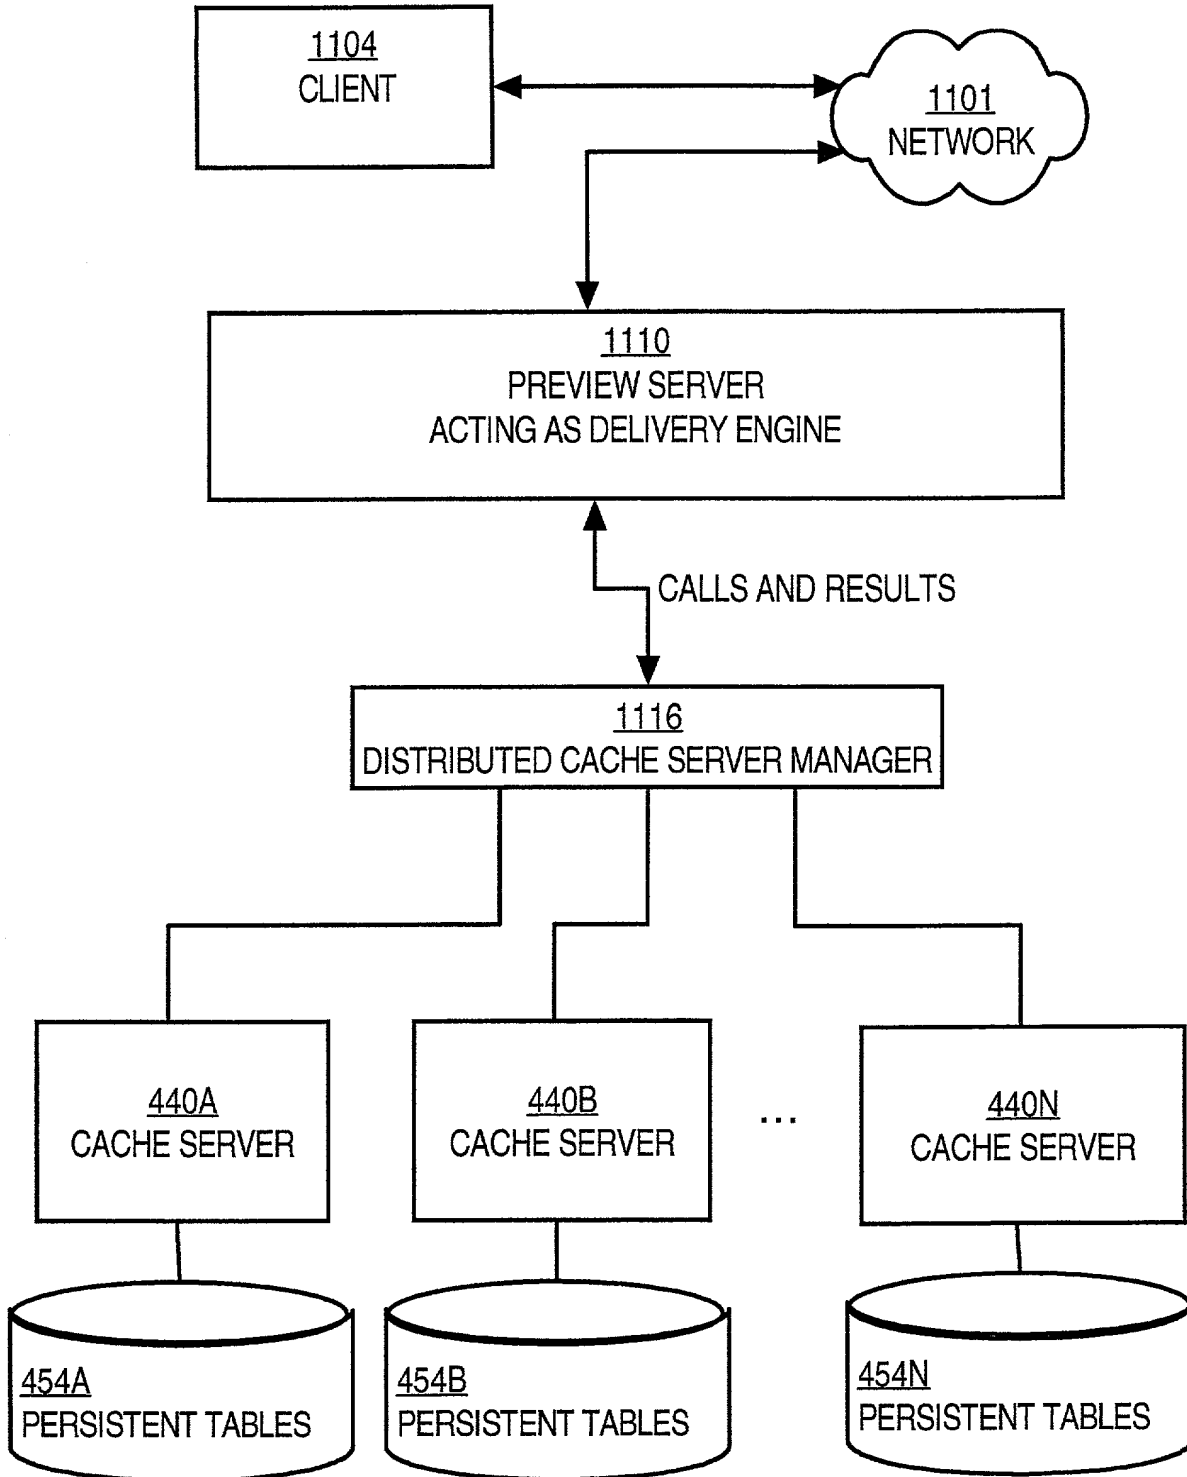 1104
CLIENT
1101
NETWORK
1110
PREVIEW SERVER
ACTING AS DELIVERY ENGINE
CALLS AND RESULTS
1116
DISTRIBUTED CACHE SERVER MANAGER
440A
CACHE SERVER
440B
CACHE SERVER
...
440N
CACHE SERVER
454A
PERSISTENT TABLES
454B
PERSISTENT TABLES
454N
PERSISTENT TABLES